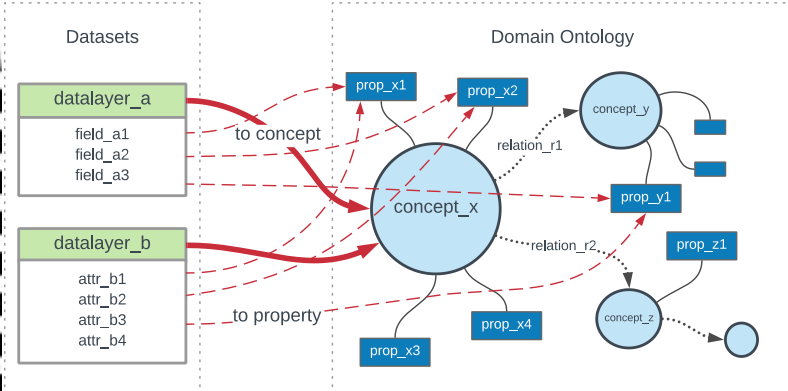 Datasets
Domain Ontology
datalayer_a
field_a1
field_a2
field_a3
to concept
datalayer_b
attr_b1
attr_b2
attr_b3
attr_b4
to property
prop_x1
prop_x2
concept_x
prop_x3
prop_x4
relation_r1
relation_r2
concept_y
prop_y1
prop_z1
concept_z